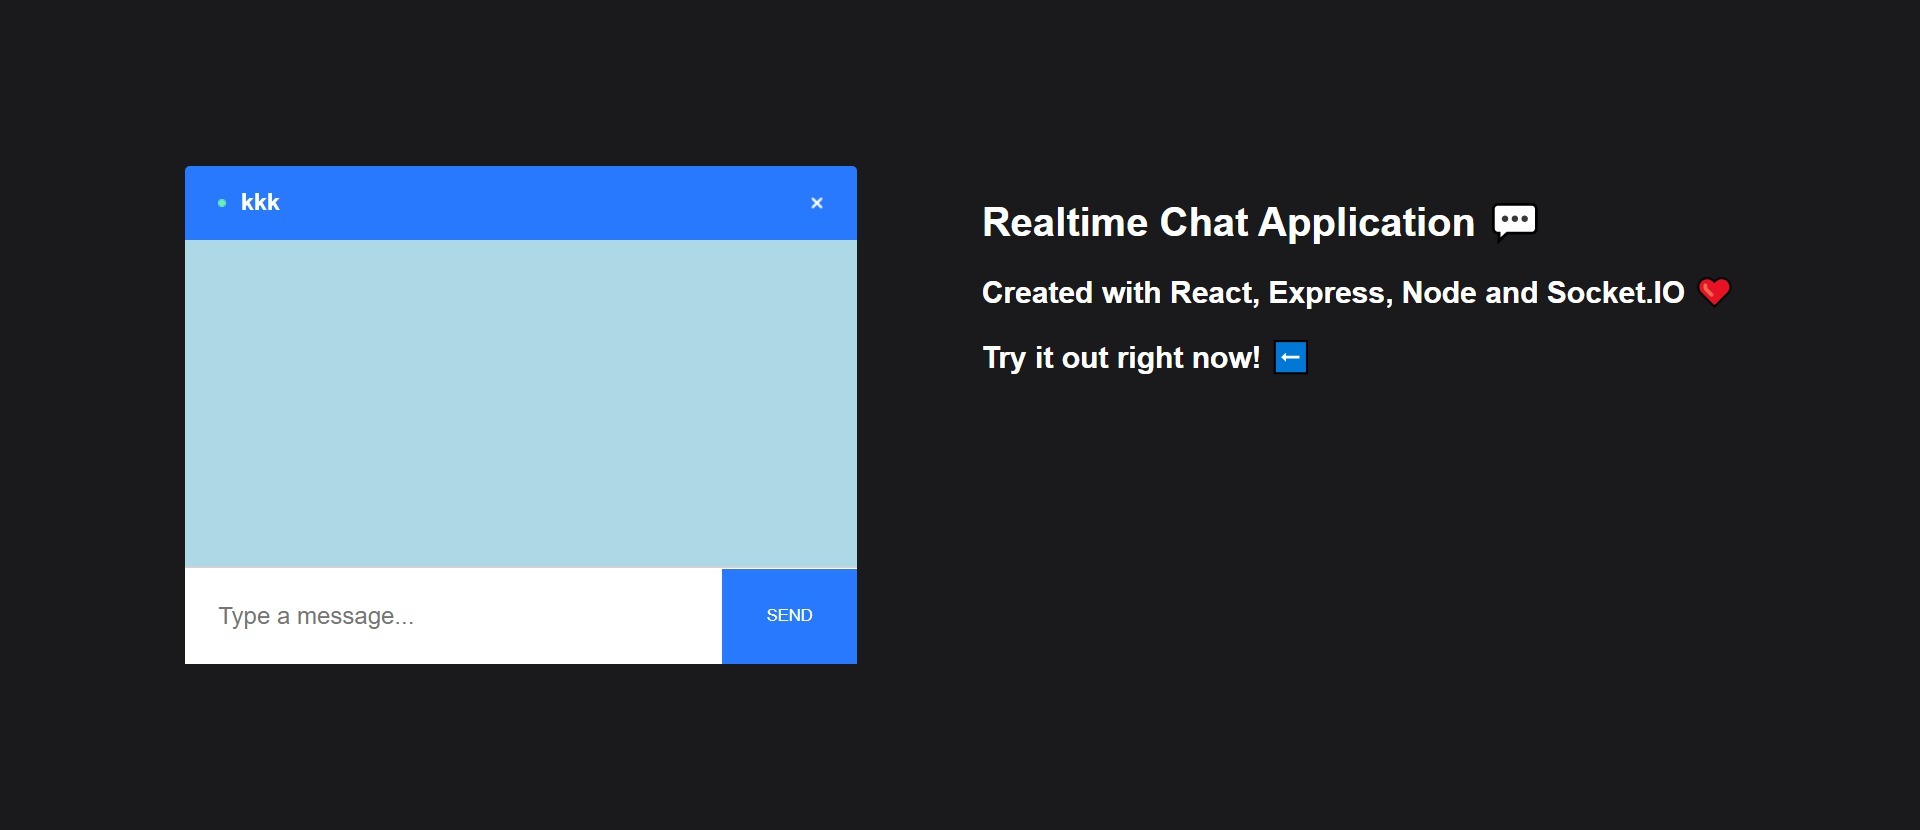 kkk
Type a message...
SEND
Realtime Chat Application 💬
Created with React, Express, Node and Socket.IO ❤️
Try it out right now! ⬅️